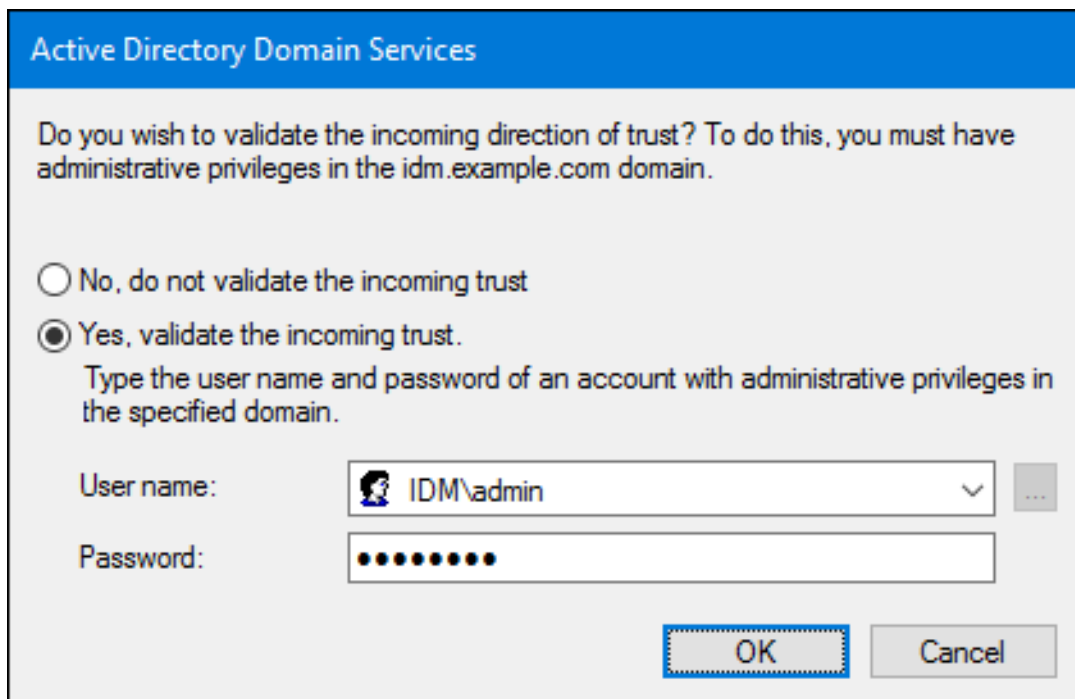 Active Directory Domain Services
Do you wish to validate the incoming direction of trust? To do this, you must have
administrative privileges in the idm.example.com domain.
No, do not validate the incoming trust
Yes, validate the incoming trust.
Type the user name and password of an account with administrative privileges in
the specified domain.
User name: IDM\admin ...
Password: ●●●●●●●●
OK Cancel